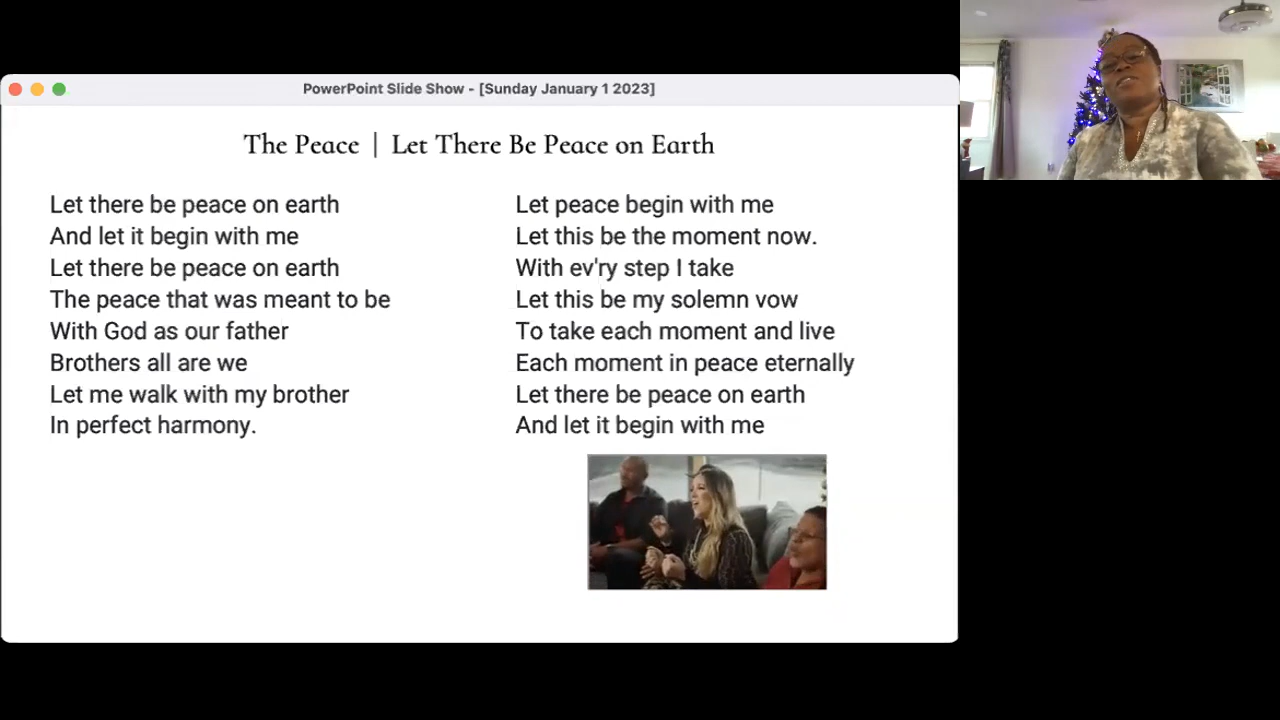 PowerPoint Slide Show - [Sunday January 1 2023]
The Peace | Let There Be Peace on Earth
Let there be peace on earth
And let it begin with me
Let there be peace on earth
The peace that was meant to be
With God as our father
Brothers all are we
Let me walk with my brother
In perfect harmony.
Let peace begin with me
Let this be the moment now.
With ev'ry step I take
Let this be my solemn vow
To take each moment and live
Each moment in peace eternally
Let there be peace on earth
And let it begin with me